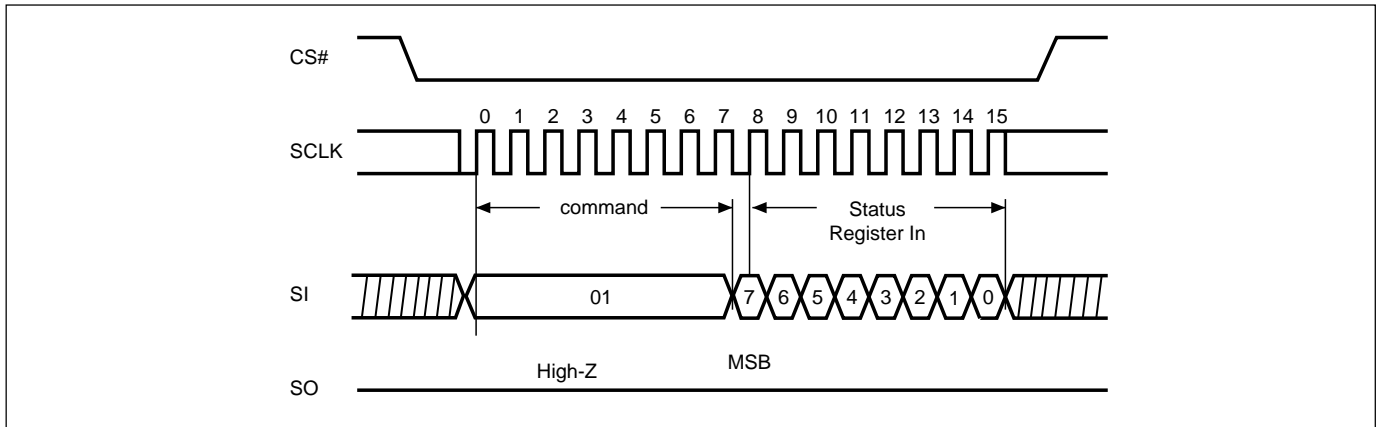 CS#
0 1 2 3 4 5 6 7 8 9 10 11 12 13 14 15
SCLK
command
Status
Register In
SI
01
7 6 5 4 3 2 1 0
High-Z
MSB
SO